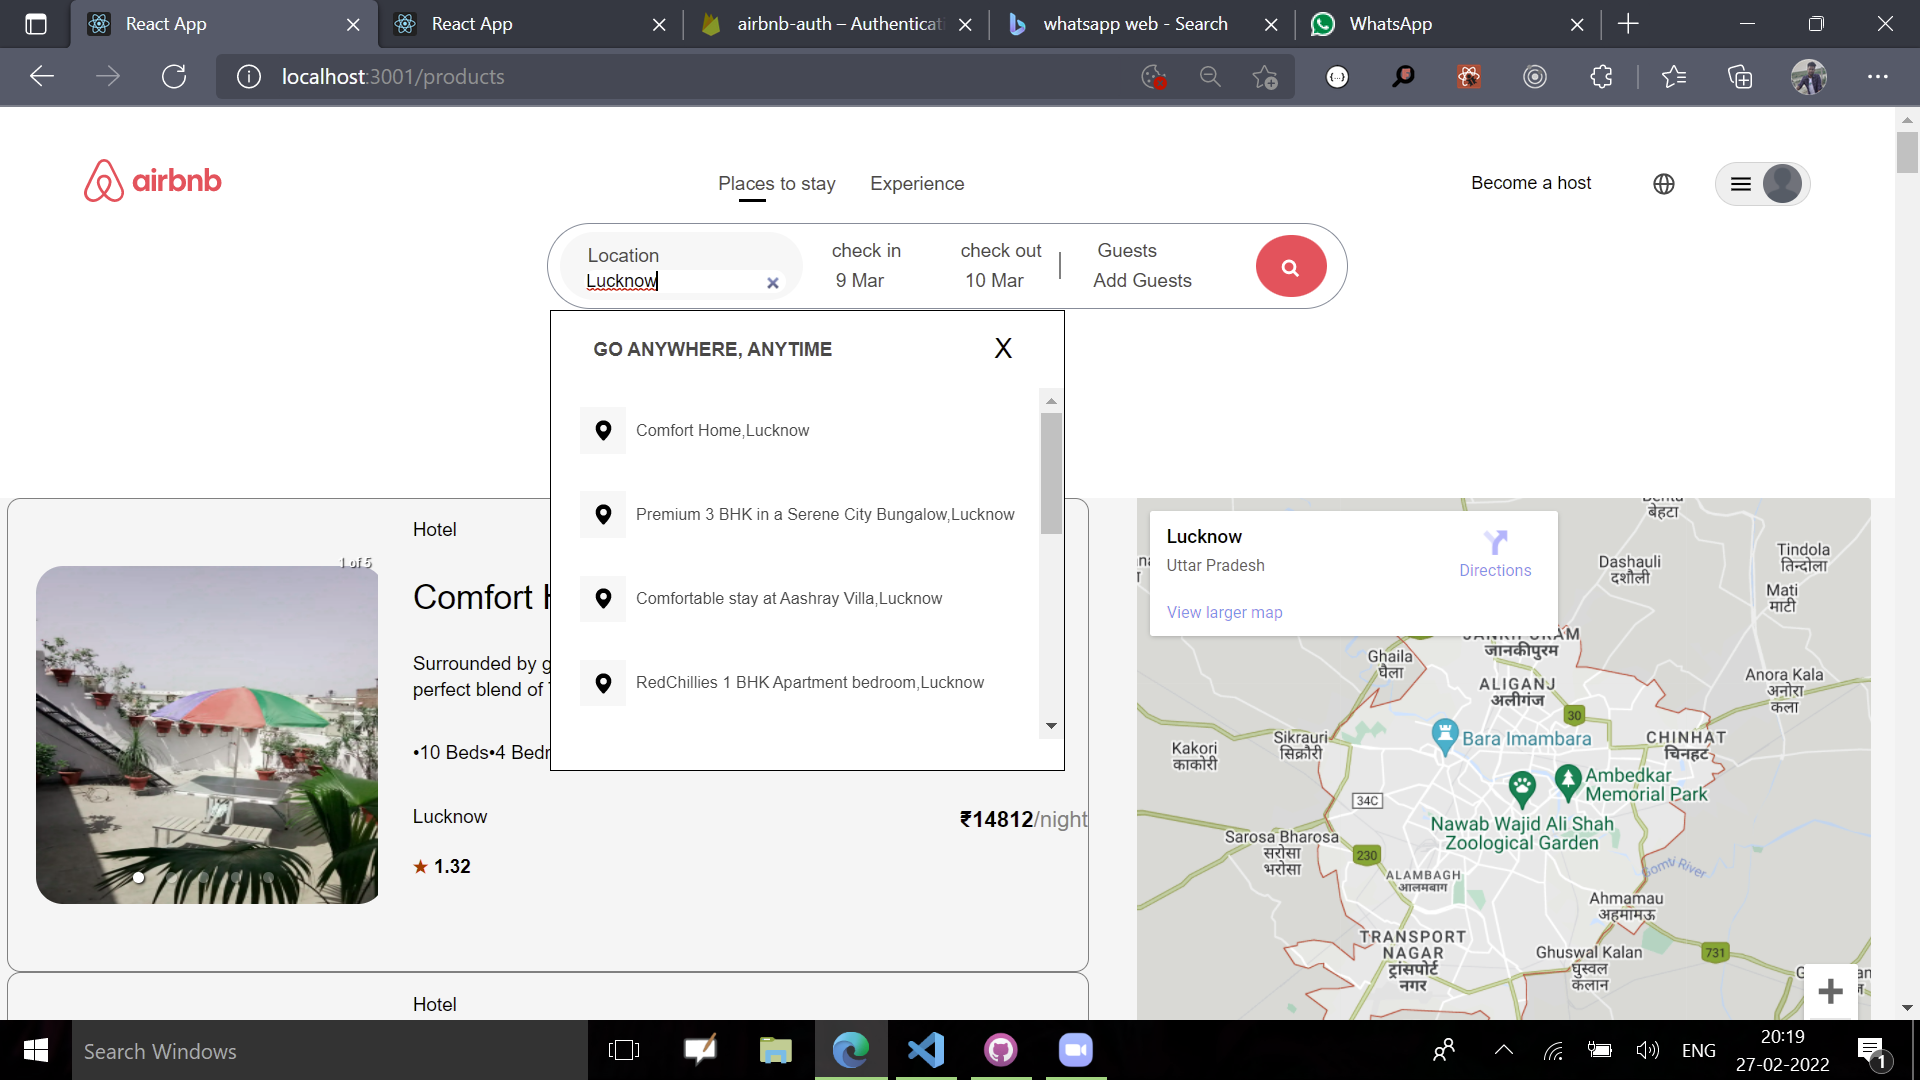 React App
React App
airbnb-auth – Authenticati
whatsapp web - Search
WhatsApp
localhost:3001/products
airbnb
Places to stay
Experience
Become a host
Location
Lucknow
check in
9 Mar
check out
10 Mar
Guests
Add Guests
GO ANYWHERE, ANYTIME
X
Comfort Home,Lucknow
Premium 3 BHK in a Serene City Bungalow,Lucknow
Comfortable stay at Aashray Villa,Lucknow
RedChillies 1 BHK Apartment bedroom,Lucknow
Hotel
1 of 5
Comfort
Surrounded by g
perfect blend of
•10 Beds•4 Bedr
Lucknow
₹14812/night
★ 1.32
Hotel
Lucknow
Uttar Pradesh
Directions
View larger map
बेहटा
Tindola
तिन्दोला
Dashauli
दशौली
Mati
माटी
JANKIPURAM
जानकीपुरम
Ghaila
घैला
ALIGANJ
अलीगंज
Anora Kala
अनोरा
कला
30
Sikrauri
सिक्रौरी
Kakori
काकोरी
Bara Imambara
CHINHAT
चिनहट
Ambedkar
Memorial Park
34C
Nawab Wajid Ali Shah
Zoological Garden
Sarosa Bharosa
सरोसा
भरोसा
230
Gomti River
ALAMBAGH
आलमबाग
Ahmamau
अहमामऊ
TRANSPORT
NAGAR
ट्रांसपोर्ट
नगर
Ghuswal Kalan
घुस्वल
कलान
731
+
Search Windows
ENG
20:19
27-02-2022
1